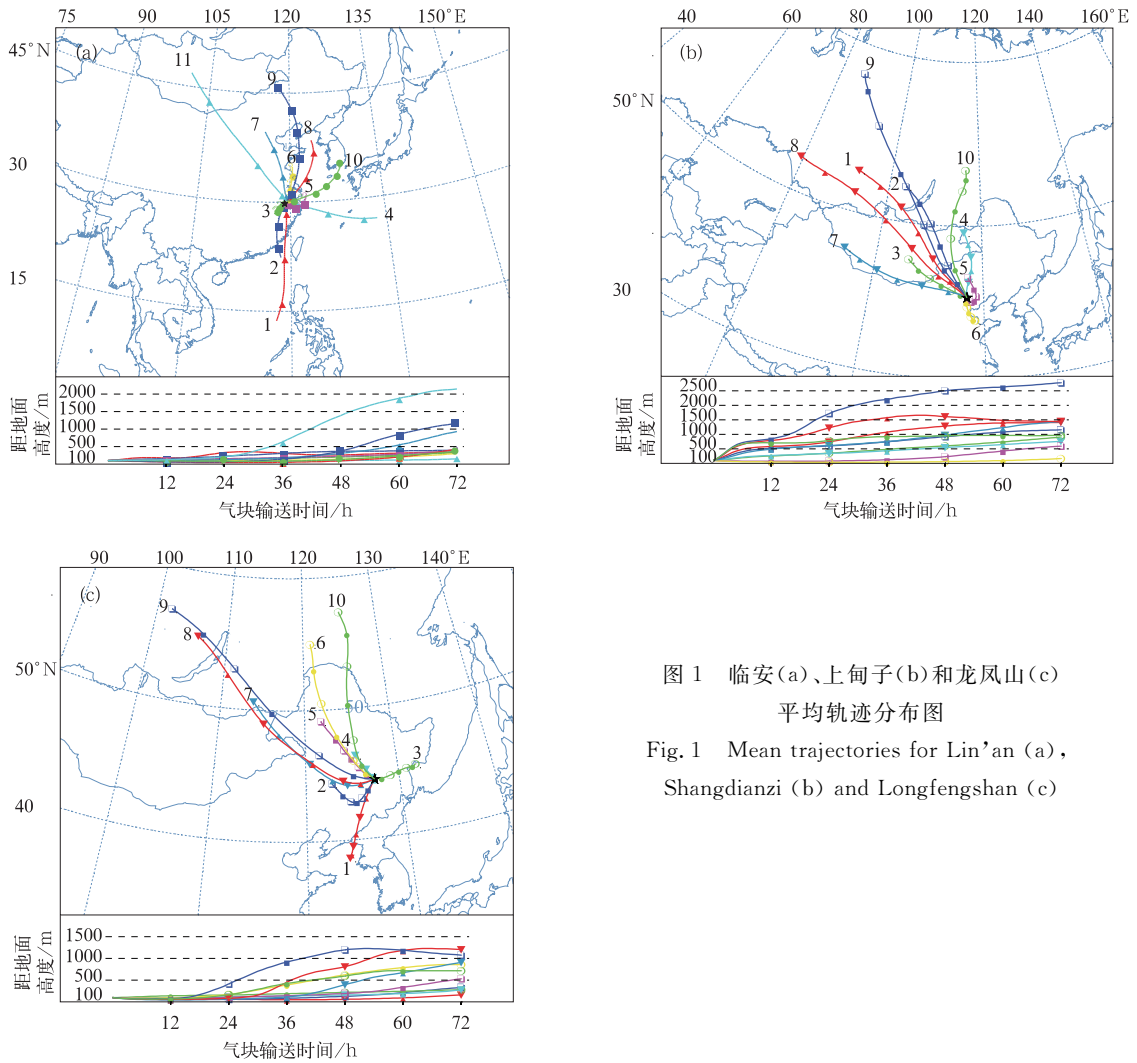 75 90 105 120 135 150°E
45°N
(a)
11
9
7
8
6
10
5
30
3
4
2
15
1
2000
1500
1000
500
100
距地面
高度/m
12 24 36 48 60 72
气块输送时间/h
40 60 80 100 120 140 160°E
(b)
9
50°N
8
1
10
2
4
7
3
5
30
6
2500
2000
1500
1000
500
100
距地面
高度/m
12 24 36 48 60 72
气块输送时间/h
90 100 110 120 130 140°E
(c)
9
10
8
6
50°N
7
5
50
4
3
2
40
1
1500
1000
500
100
距地面
高度/m
12 24 36 48 60 72
气块输送时间/h
图 1 临安(a)、上甸子(b)和龙凤山(c)
平均轨迹分布图
Fig. 1 Mean trajectories for Lin'an (a),
Shangdianzi (b) and Longfengshan (c)